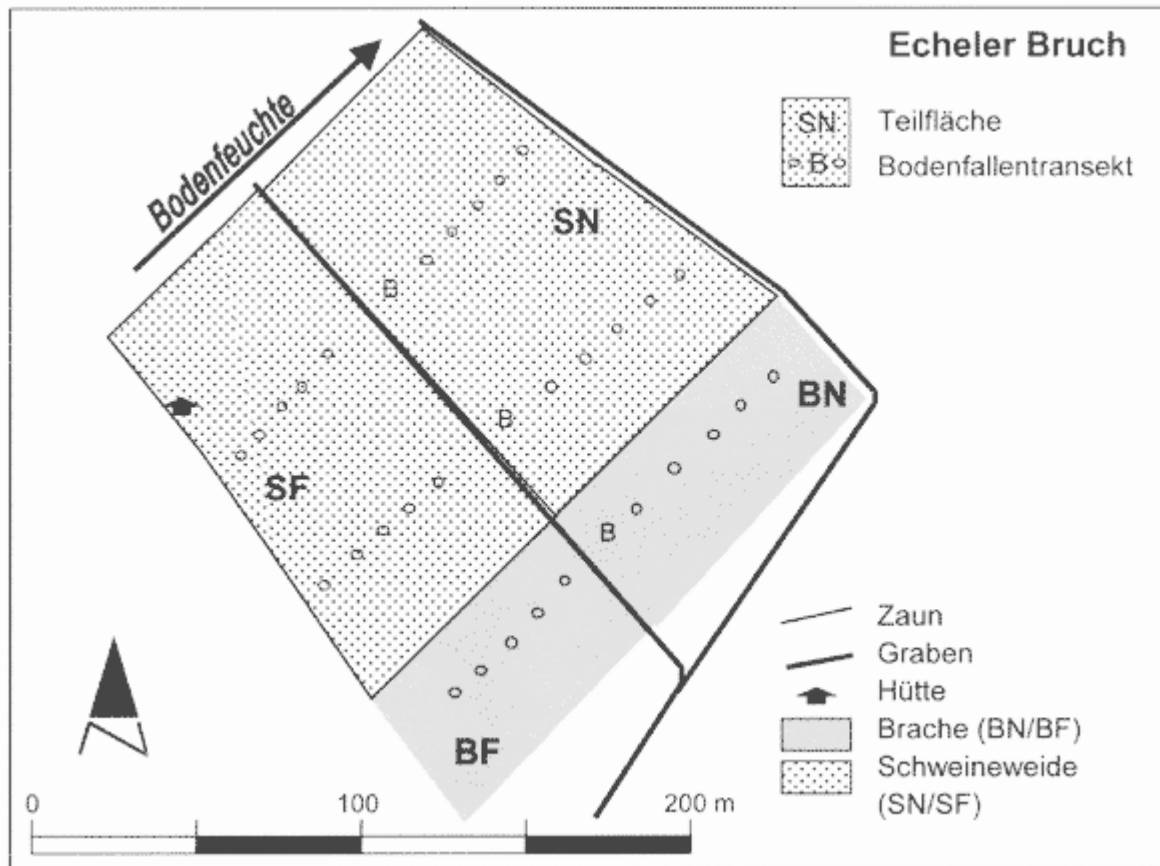 Echeler Bruch
SN Teilfläche
B Bodenfallentransekt
Bodenfeuchte
SN
B
BN
B
SF
B
BF
Zaun
Graben
Hütte
Brache (BN/BF)
Schweineweide
(SN/SF)
0 100 200 m